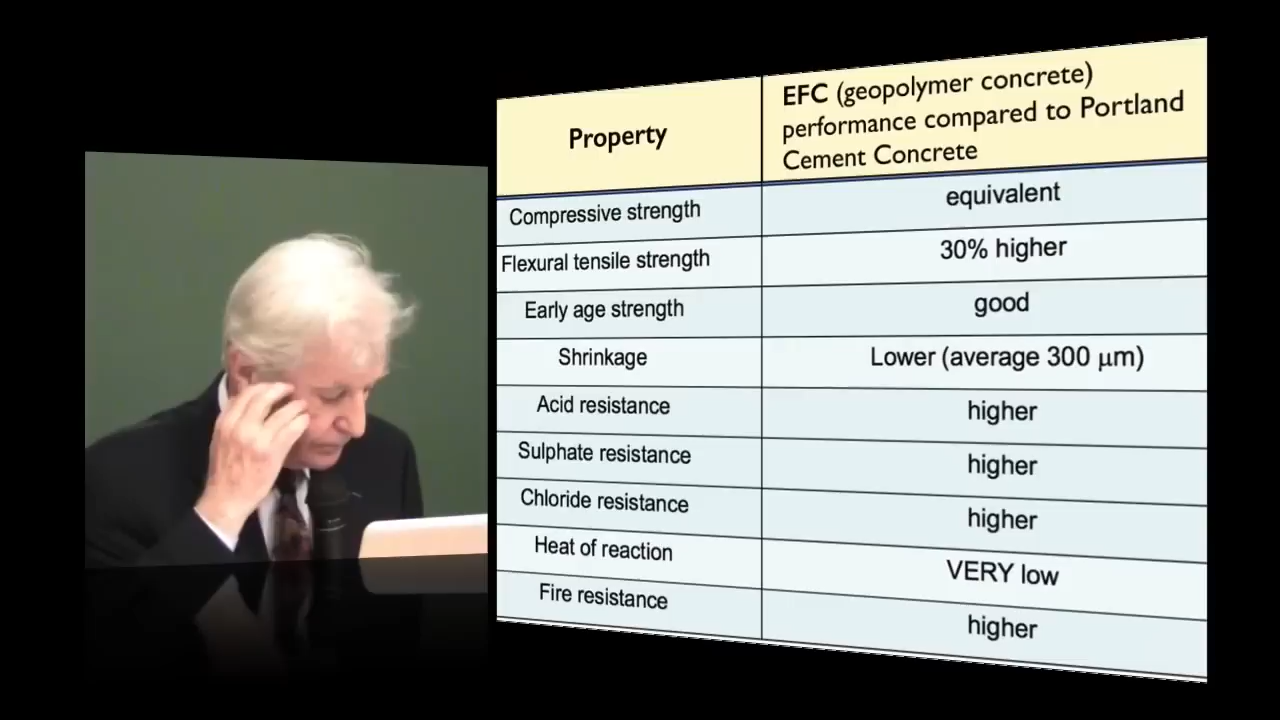 Property
EFC (geopolymer concrete)
performance compared to Portland
Cement Concrete
Compressive strength
equivalent
Flexural tensile strength
30% higher
Early age strength
good
Shrinkage
Lower (average 300 μm)
Acid resistance
higher
Sulphate resistance
higher
Chloride resistance
higher
Heat of reaction
VERY low
Fire resistance
higher